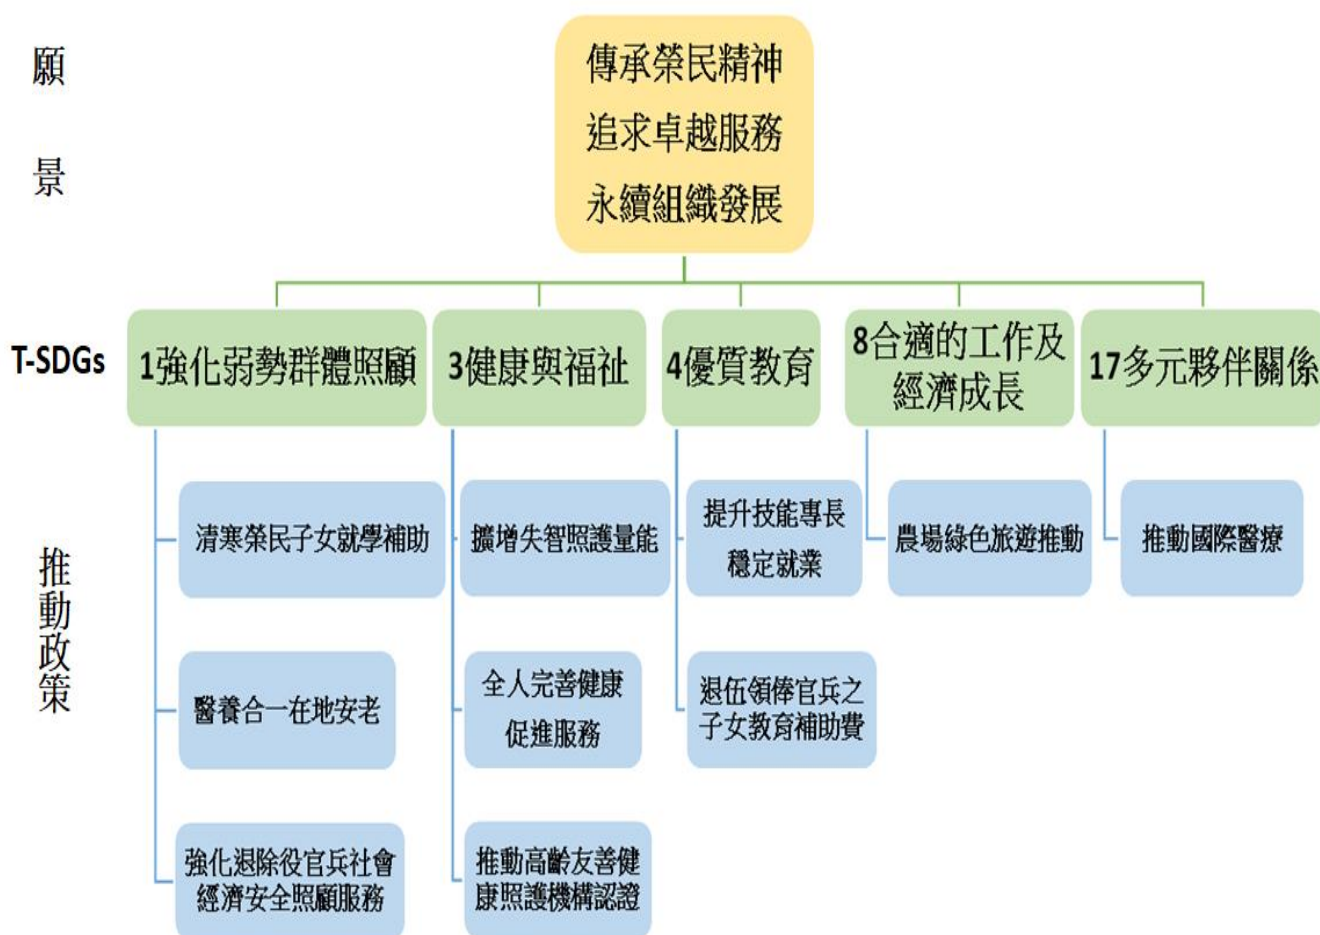 願景
傳承榮民精神
追求卓越服務
永續組織發展
T-SDGs
1強化弱勢群體照顧
3健康與福祉
4優質教育
8合適的工作及
經濟成長
17多元夥伴關係
推動政策
清寒榮民子女就學補助
醫養合一在地安老
強化退除役官兵社會
經濟安全照顧服務
擴增失智照護量能
全人完善健康
促進服務
推動高齡友善健
康照護機構認證
提升技能專長
穩定就業
退伍領俸官兵之
子女教育補助費
農場綠色旅遊推動
推動國際醫療